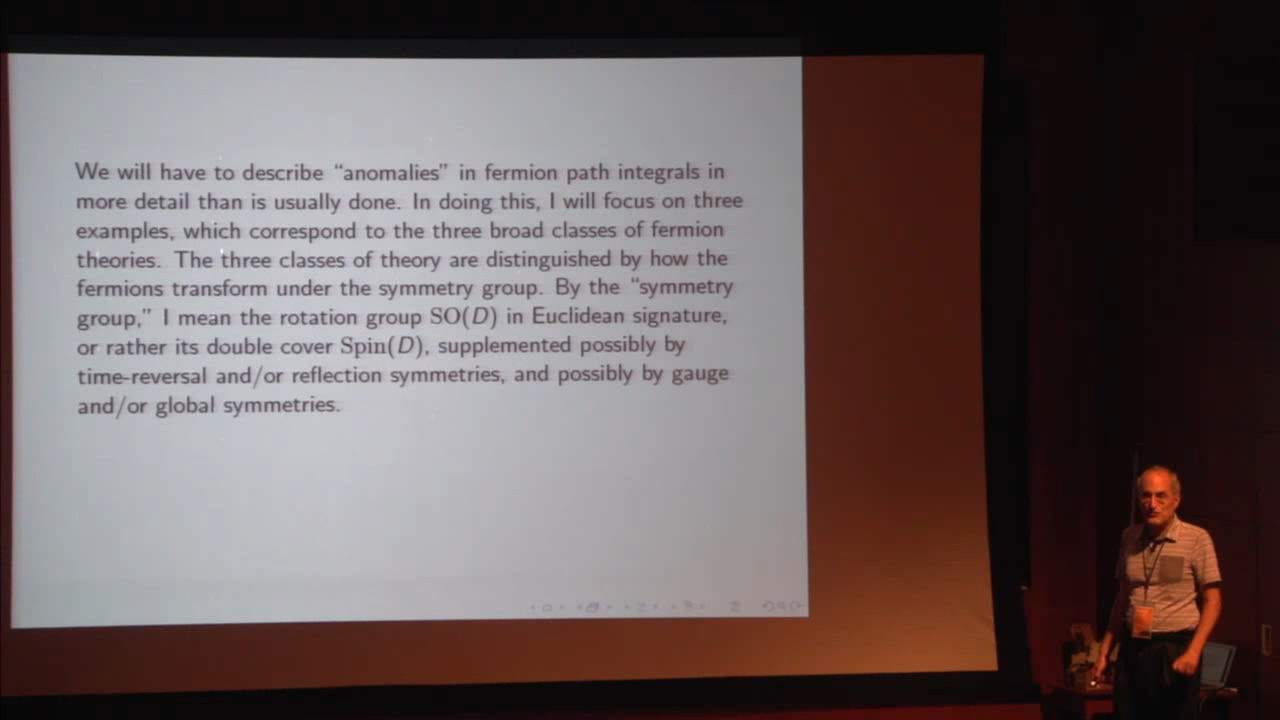 We will have to describe “anomalies” in fermion path integrals in
more detail than is usually done. In doing this, I will focus on three
examples, which correspond to the three broad classes of fermion
theories. The three classes of theory are distinguished by how the
fermions transform under the symmetry group. By the “symmetry
group,” I mean the rotation group SO(D) in Euclidean signature,
or rather its double cover Spin(D), supplemented possibly by
time-reversal and/or reflection symmetries, and possibly by gauge
and/or global symmetries.